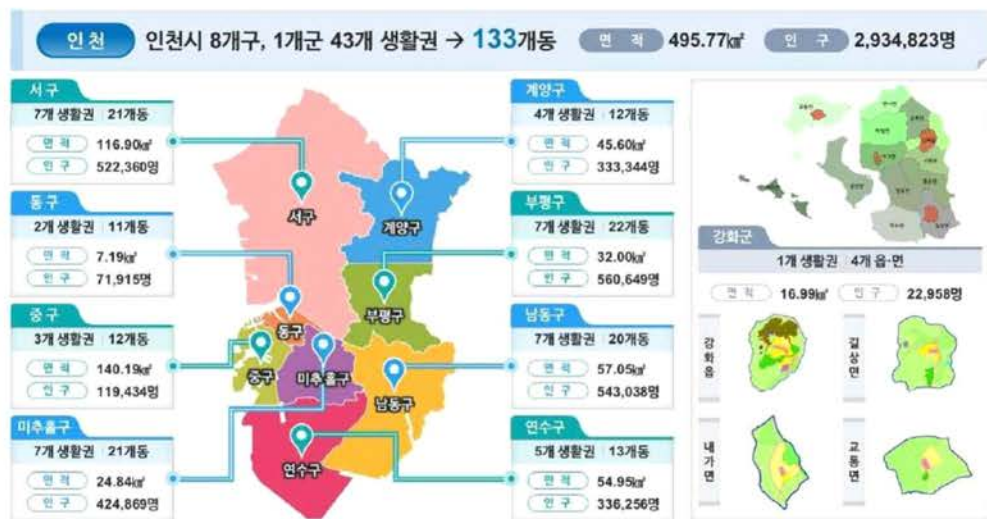 인천 인천시 8개구, 1개군 43개 생활권 → 133개동 면 적 495.77㎢ 인 구 2,934,823명
서구
7개 생활권 21개동
면 적 116.90㎢
인 구 522,360명
동구
2개 생활권 11개동
면 적 7.19㎢
인 구 71,915명
중구
3개 생활권 12개동
면 적 140.19㎢
인 구 119,434명
미추홀구
7개 생활권 21개동
면 적 24.84㎢
인 구 424,869명
서구
계양구
부평구
동구
중구
미추홀구
남동구
연수구
계양구
4개 생활권 12개동
면 적 45.60㎢
인 구 333,344명
부평구
7개 생활권 22개동
면 적 32.00㎢
인 구 560,649명
남동구
7개 생활권 20개동
면 적 57.05㎢
인 구 543,038명
연수구
5개 생활권 13개동
면 적 54.95㎢
인 구 336,256명
강화군
1개 생활권 4개 읍·면
면 적 16.99㎢ 인 구 22,958명
강화읍
길상면
내가면
교동면